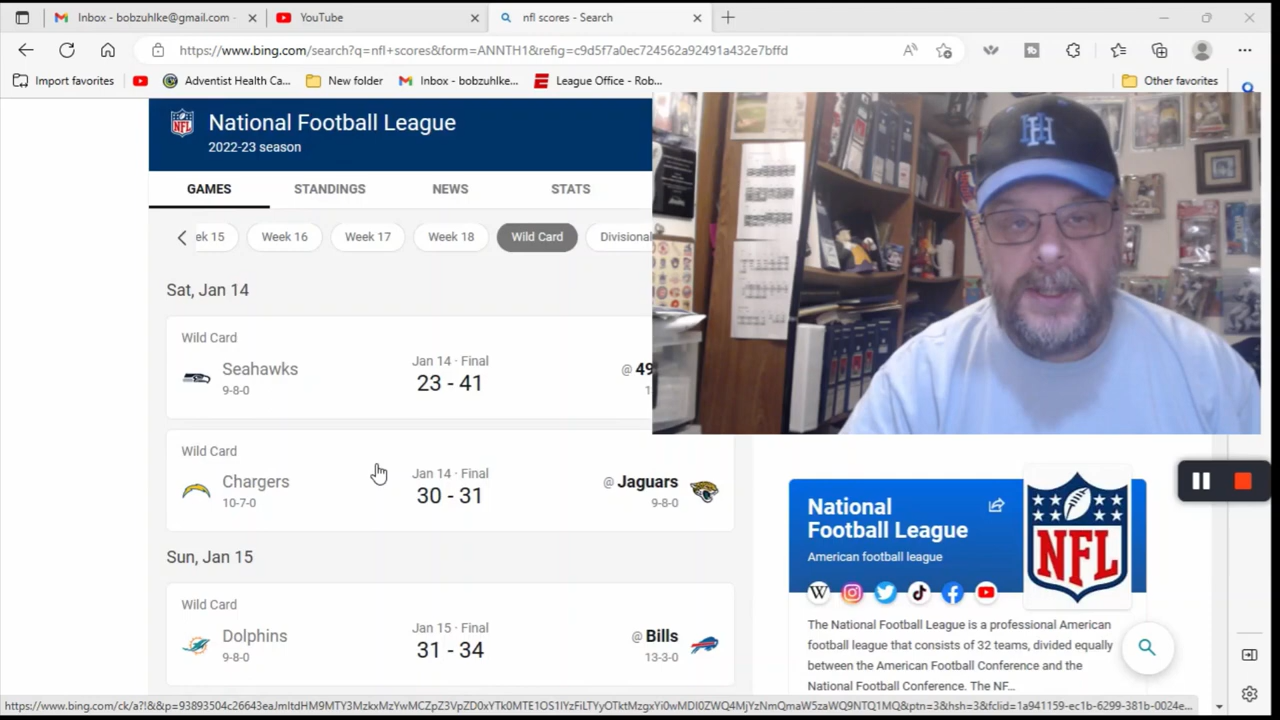 Inbox - bobzuhlke@gmail.com -
YouTube
nfl scores - Search
https://www.bing.com/search?q=nfl+scores&form=ANNTH1&refig=c9d5f7a0ec724562a92491a432e7bffd
Import favorites
Adventist Health Ca...
New folder
Inbox - bobzuhlke...
League Office - Rob...
Other favorites
National Football League
2022-23 season
GAMES STANDINGS NEWS STATS
ek 15 Week 16 Week 17 Week 18 Wild Card Divisional
Sat, Jan 14
Wild Card
Seahawks
9-8-0
Jan 14 · Final
23 - 41
@ 49
1
Wild Card
Chargers
10-7-0
Jan 14 · Final
30 - 31
@ Jaguars
9-8-0
Sun, Jan 15
Wild Card
Dolphins
9-8-0
Jan 15 · Final
31 - 34
@ Bills
13-3-0
National
Football League
American football league
NFL
The National Football League is a professional American
football league that consists of 32 teams, divided equally
between the American Football Conference and the
National Football Conference. The NF...